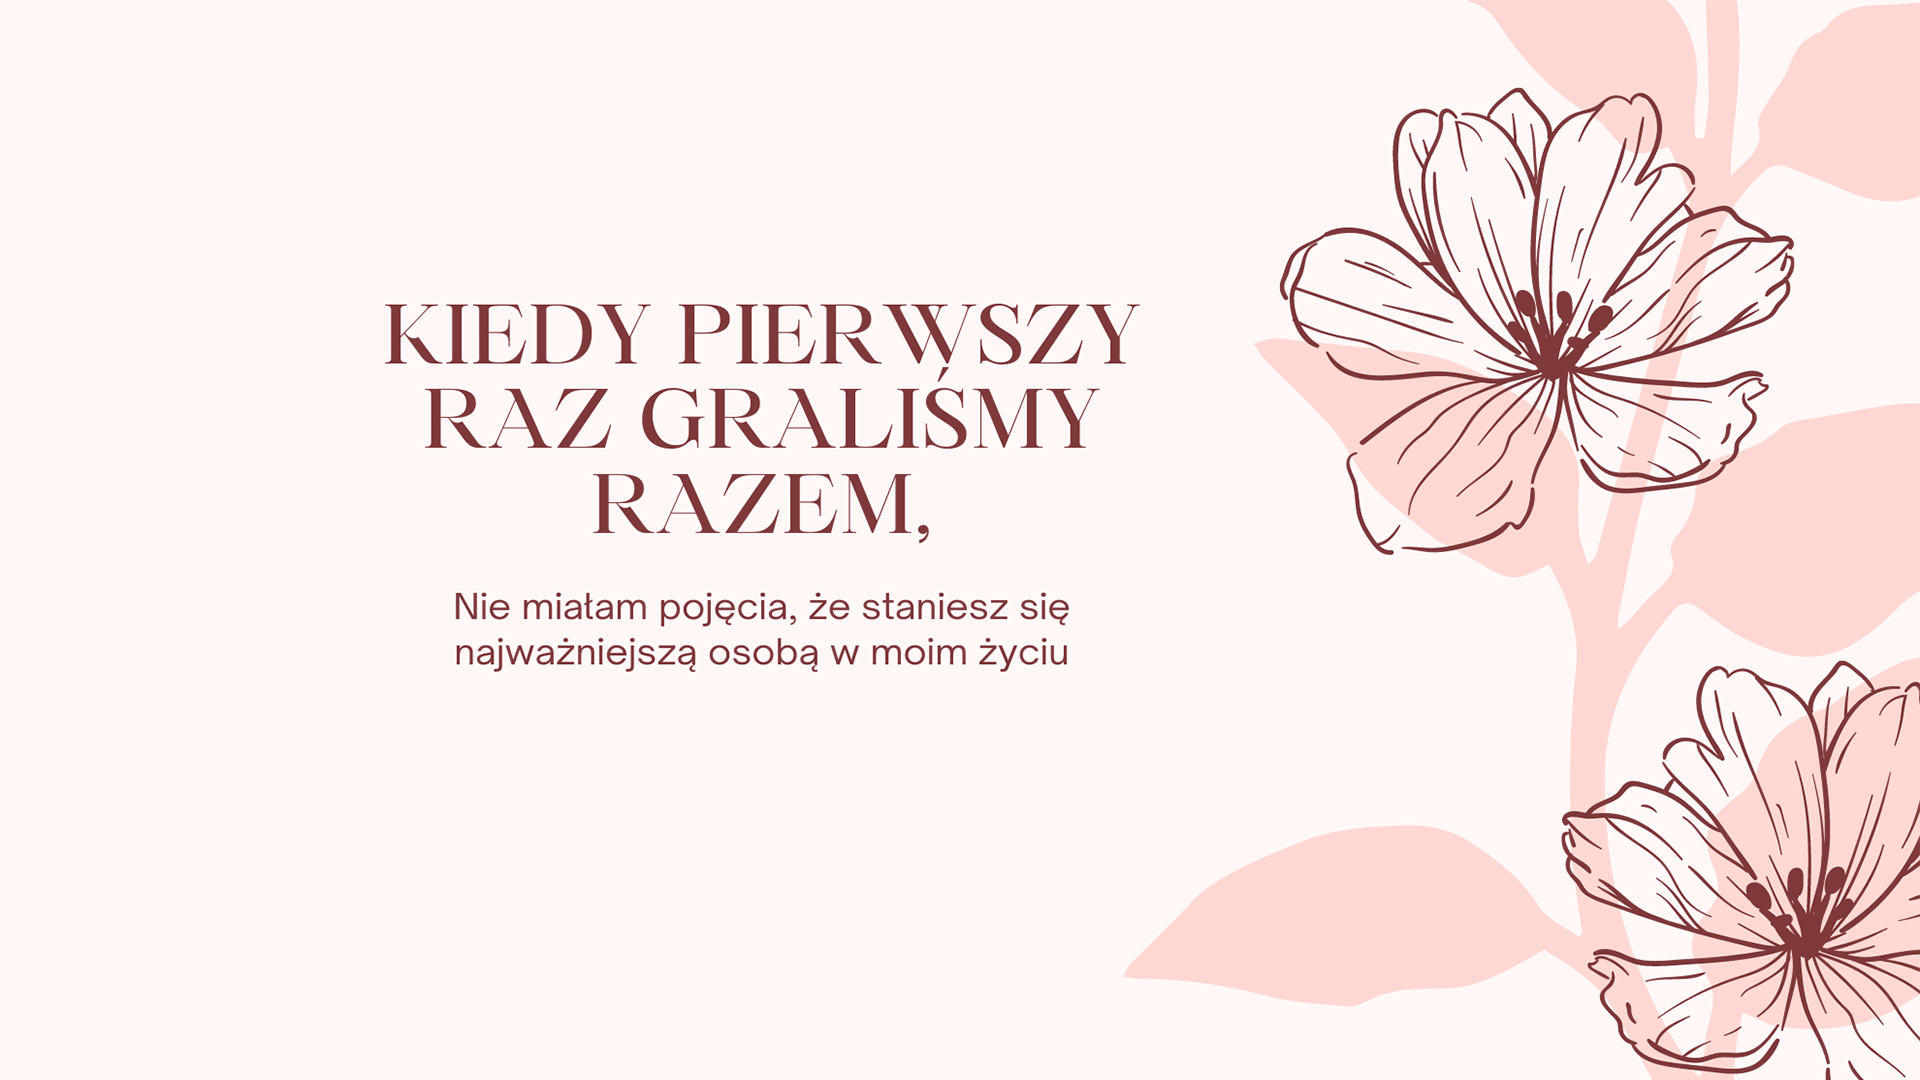 KIEDY PIERWSZY
RAZ GRALIŚMY
RAZEM,
Nie miałam pojęcia, że staniesz się
najważniejszą osobą w moim życiu